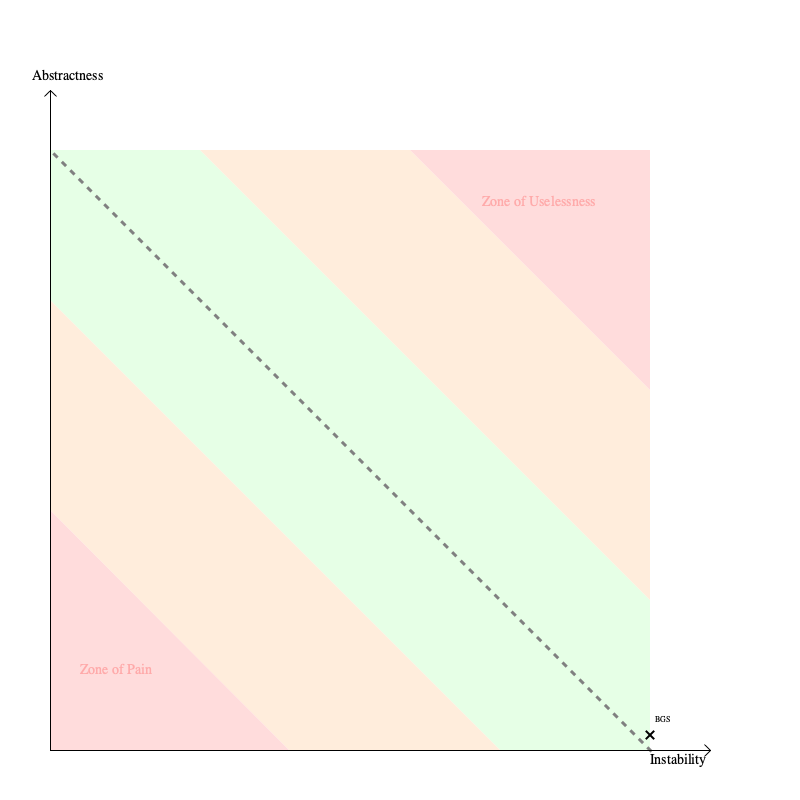 Abstractness
Zone of Uselessness
Zone of Pain
BGS
Instability